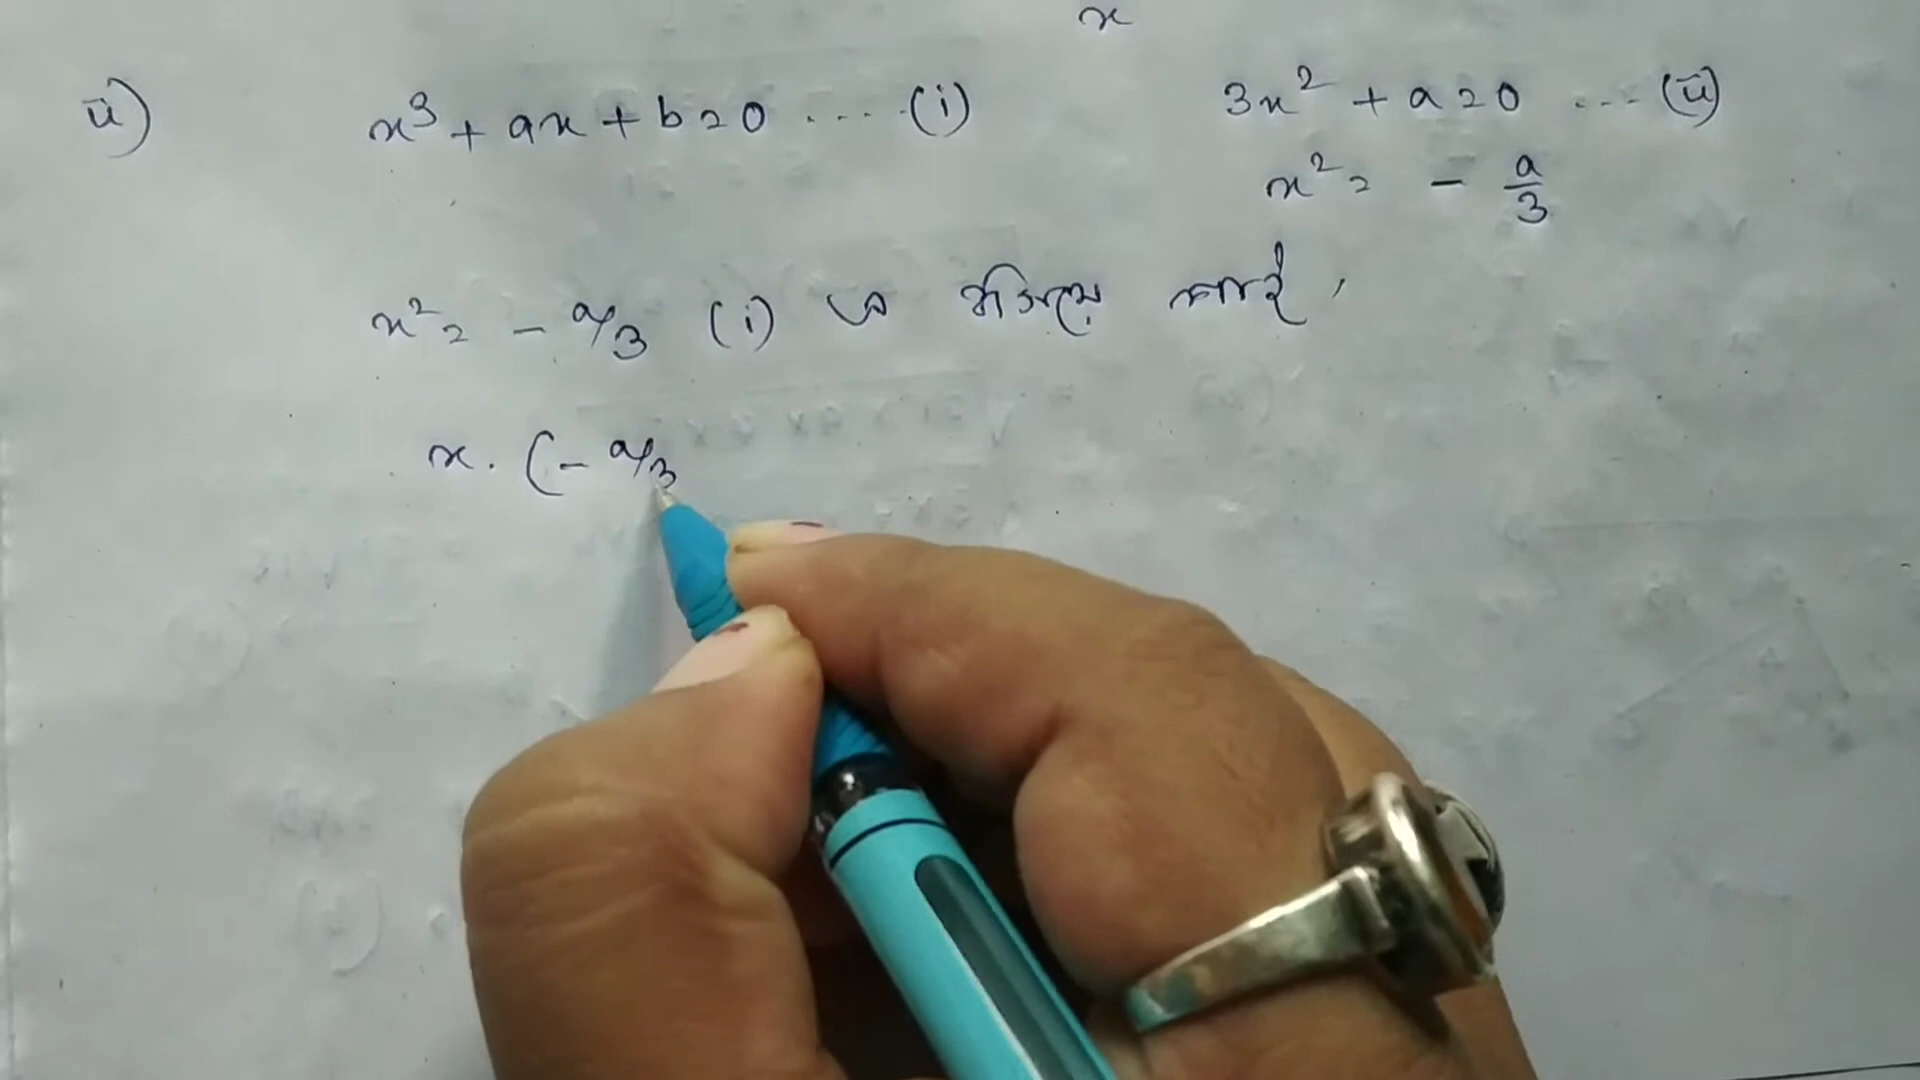 x
ii) x³ + ax + b = 0 .... (i) 3x² + a = 0 ... (ii)
x² = - a/3
x² = - a/3 (i) এ বসিয়ে পাই,
x. (- a/3